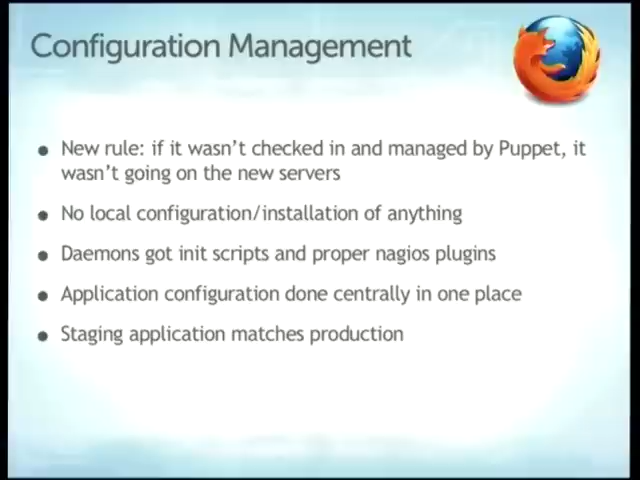 Configuration Management
● New rule: if it wasn't checked in and managed by Puppet, it
wasn't going on the new servers
● No local configuration/installation of anything
● Daemons got init scripts and proper nagios plugins
● Application configuration done centrally in one place
● Staging application matches production